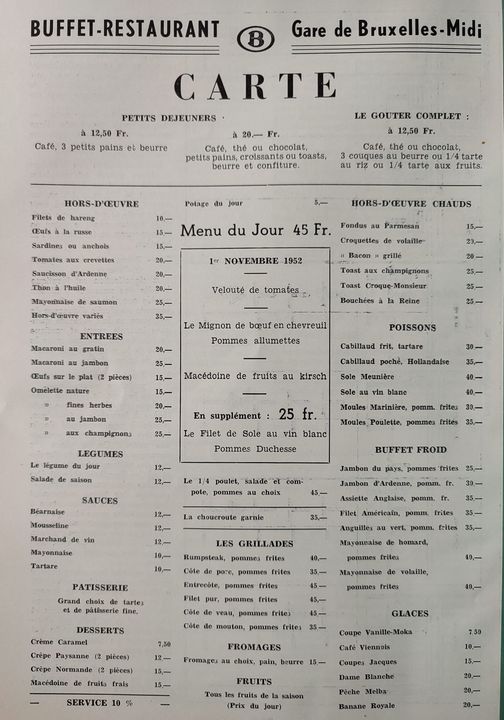 BUFFET-RESTAURANT B Gare de Bruxelles-Midi
CARTE
PETITS DEJEUNERS
à 12,50 Fr.
Café, 3 petits pains et beurre
à 20,— Fr.
Café, thé ou chocolat,
petits pains, croissants ou toasts,
beurre et confiture.
LE GOUTER COMPLET :
à 12,50 Fr.
Café, thé ou chocolat,
3 couques au beurre ou 1/4 tarte
au riz ou 1/4 tarte aux fruits.
HORS-D'ŒUVRE
Filets de hareng 10,—
Œufs à la russe 15,—
Sardines ou anchois 15,—
Tomates aux crevettes 20,—
Saucisson d'Ardenne 20,—
Thon à l'huile 20,—
Mayonnaise de saumon 25,—
Hors-d'œuvre variés 35,—
ENTREES
Macaroni au gratin 20,—
Macaroni au jambon 25,—
Œufs sur le plat (2 pièces) 15,—
Omelette nature 15,—
» fines herbes 20,—
» au jambon 25,—
» aux champignons 25,—
LEGUMES
Le légume du jour 12,—
Salade de saison 12,—
SAUCES
Béarnaise 12,—
Mousseline 12,—
Marchand de vin 12,—
Mayonnaise 10,—
Tartare 10,—
PATISSERIE
Grand choix de tartes
et de pâtisserie fine.
DESSERTS
Crème Caramel 7,50
Crêpe Paysanne (2 pièces) 12,—
Crêpe Normande (2 pièces) 15,—
Macédoine de fruits frais 15,—
— SERVICE 10 % —
Potage du jour 5,—
Menu du Jour 45 Fr.
1er NOVEMBRE 1952
Velouté de tomates
Le Mignon de bœuf en chevreuil
Pommes allumettes
Macédoine de fruits au kirsch
En supplément : 25 fr.
Le Filet de Sole au vin blanc
Pommes Duchesse
Le 1/4 poulet, salade et com-
pote, pommes au choix 45,—
La choucroute garnie 35,—
LES GRILLADES
Rumpsteak, pommes frites 40,—
Côte de porc, pommes frites 35,—
Entrecôte, pommes frites 40,—
Filet pur, pommes frites 40,—
Côte de veau, pommes frites 45,—
Côte de mouton, pommes frites 35,—
FROMAGES
Fromages au choix, pain, beurre 15,—
FRUITS
Tous les fruits de la saison
(Prix du jour)
HORS-D'ŒUVRE CHAUDS
Fondus au Parmesan 15,—
Croquettes de volaille 20,—
« Bacon » grillé 20,—
Toast aux champignons 25,—
Toast Croque-Monsieur 25,—
Bouchées à la Reine 25,—
POISSONS
Cabillaud frit, tartare 30,—
Cabillaud poché, Hollandaise 35,—
Sole Meunière 40,—
Sole au vin blanc 40,—
Moules Marinière, pomm. frites 30,—
Moules Poulette, pommes frites 35,—
BUFFET FROID
Jambon du pays, pommes frites 25,—
Jambon d'Ardenne, pomm. fr. 30,—
Assiette Anglaise, pomm. fr. 35,—
Filet Américain, pomm. frites 35,—
Anguilles au vert, pomm. frites 35,—
Mayonnaise de homard,
pommes frites 40,—
Mayonnaise de volaille,
pommes frites 40,—
GLACES
Coupe Vanille-Moka 7 50
Café Viennois 10.—
Coupes Jacques 15,—
Dame Blanche 20,—
Pêche Melba 20,—
Banane Royale 20,—